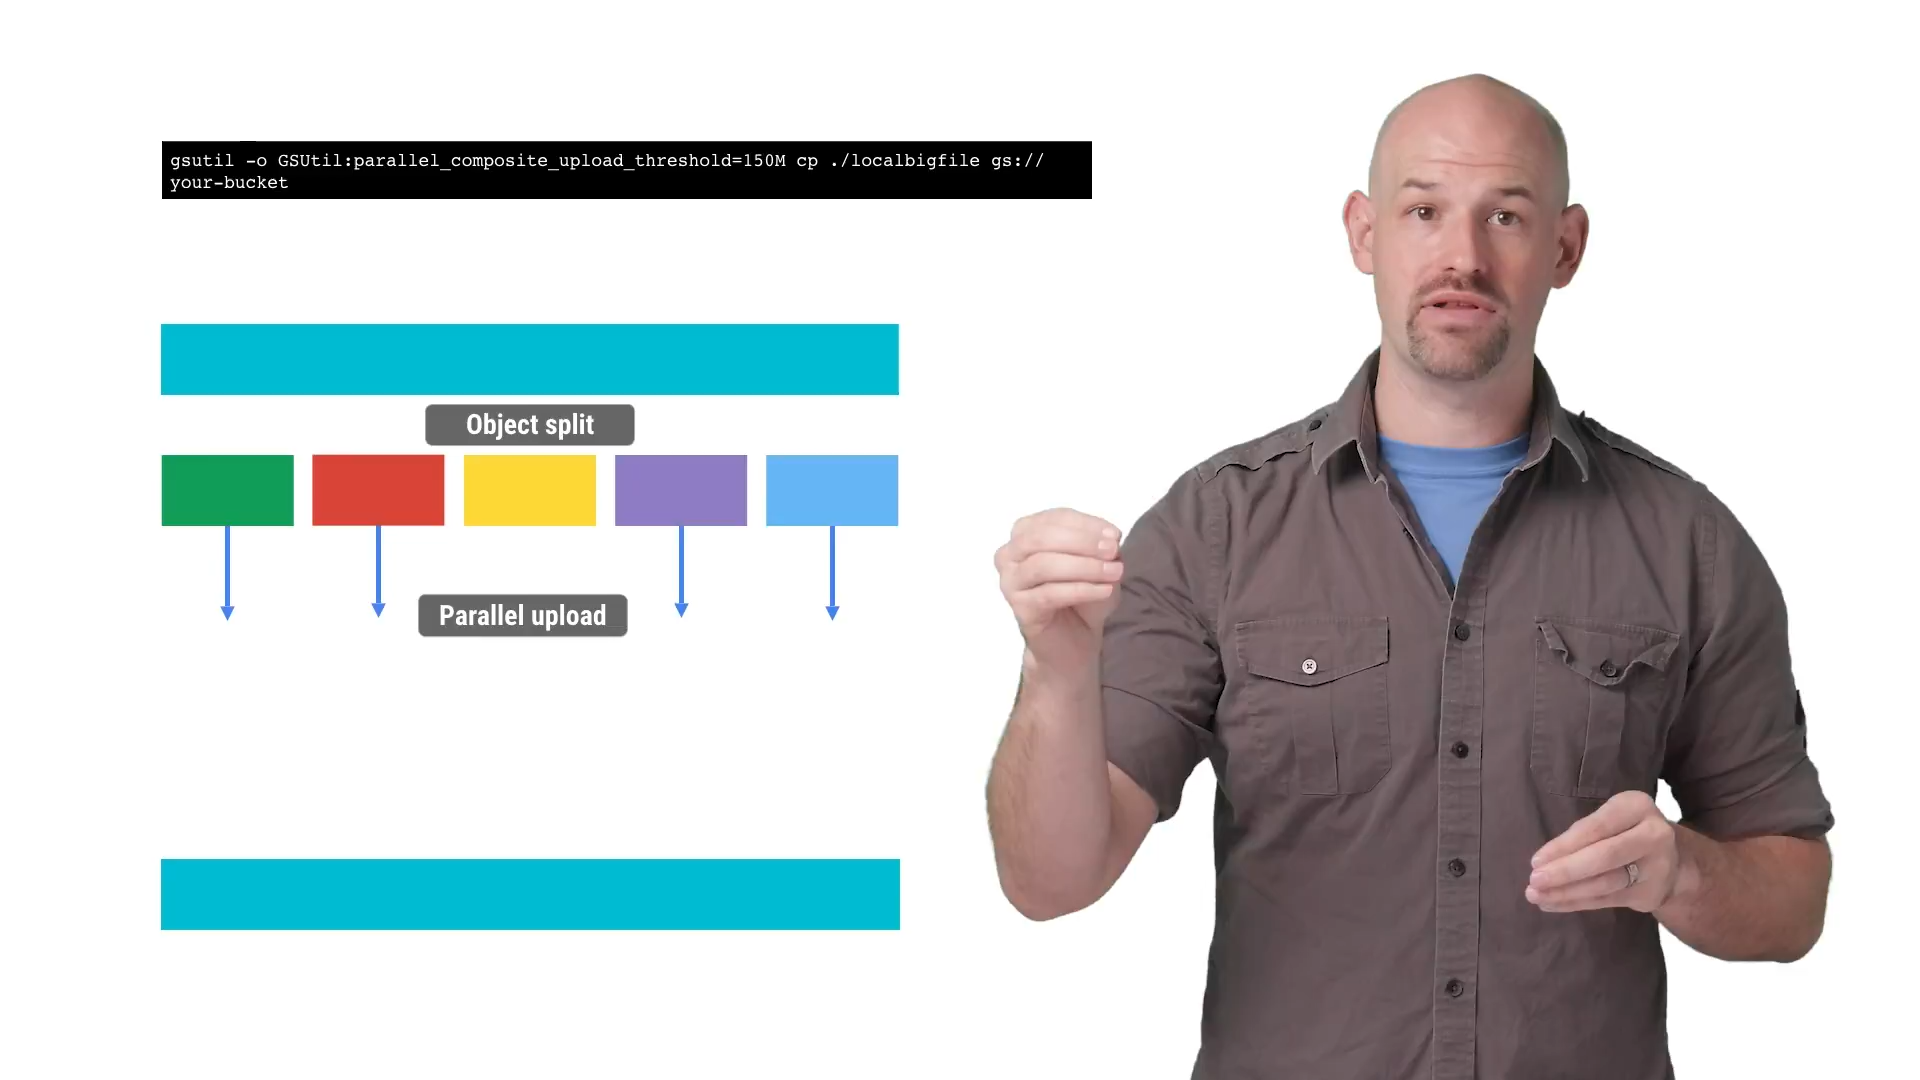 gsutil -o GSUtil:parallel_composite_upload_threshold=150M cp ./localbigfile gs://
your-bucket
Object split
Parallel upload